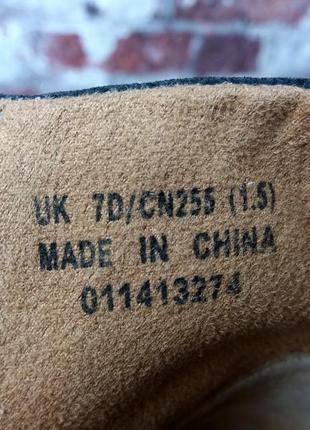 UK 7D/CN255 (1.5)
MADE IN CHINA
011413274